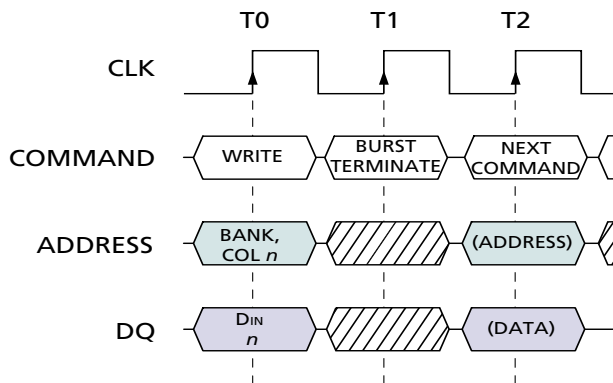 T0 T1 T2
CLK
COMMAND
WRITE
BURST
TERMINATE
NEXT
COMMAND
ADDRESS
BANK,
COL n
(ADDRESS)
DQ
DIN
n
(DATA)